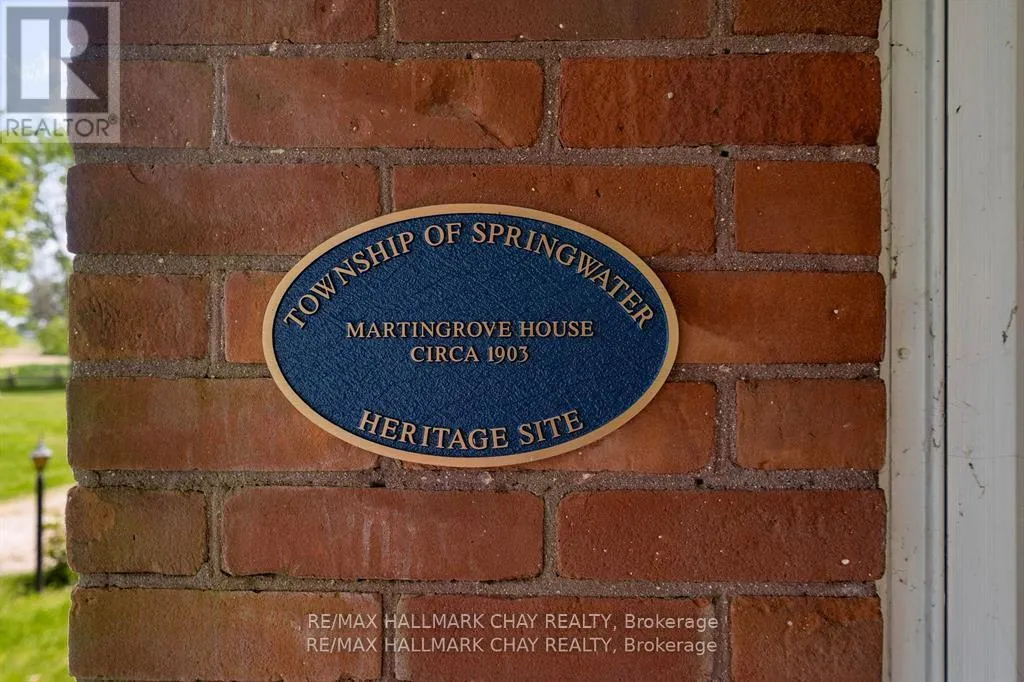 REALTOR®
TOWNSHIP OF SPRINGWATER
MARTINGROVE HOUSE
CIRCA 1903
HERITAGE SITE
, RE/MAX HALLMARK CHAY REALTY, Brokerage
RE/MAX HALLMARK CHAY REALTY, Brokerage